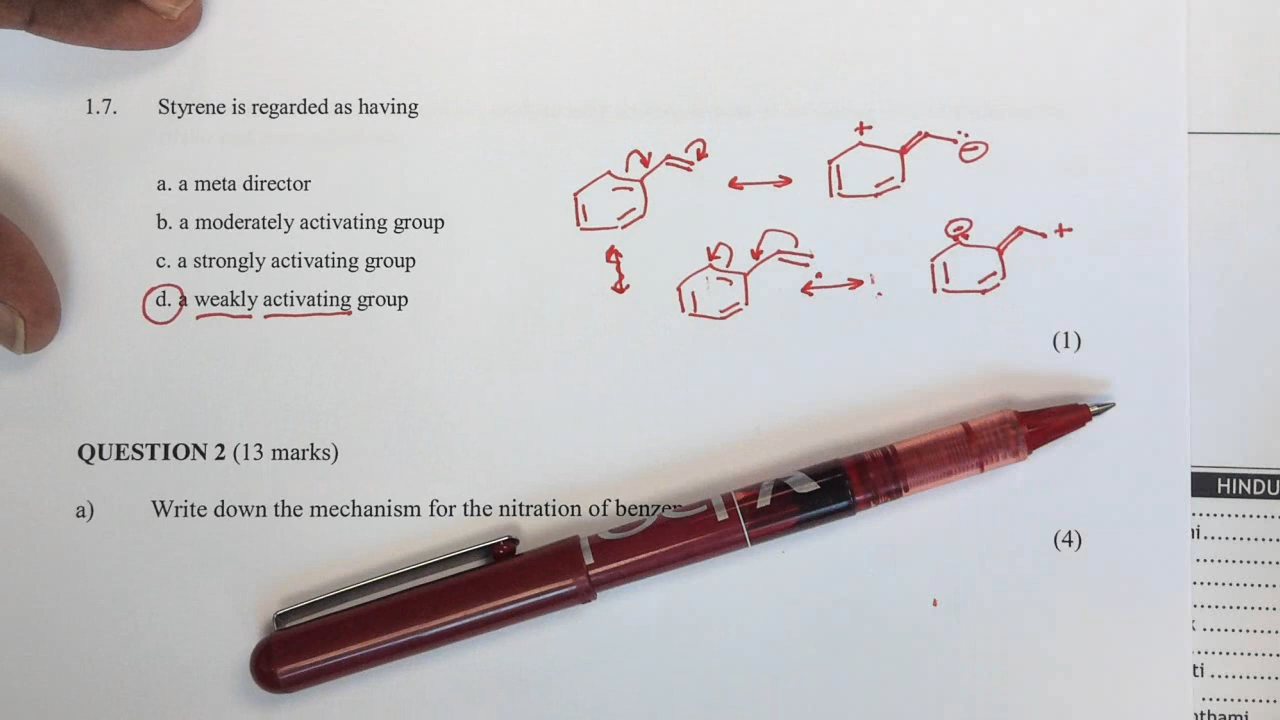 1.7. Styrene is regarded as having
a. a meta director
b. a moderately activating group
c. a strongly activating group
d. a weakly activating group
(1)
QUESTION 2 (13 marks)
a) Write down the mechanism for the nitration of
(4)
HINDU